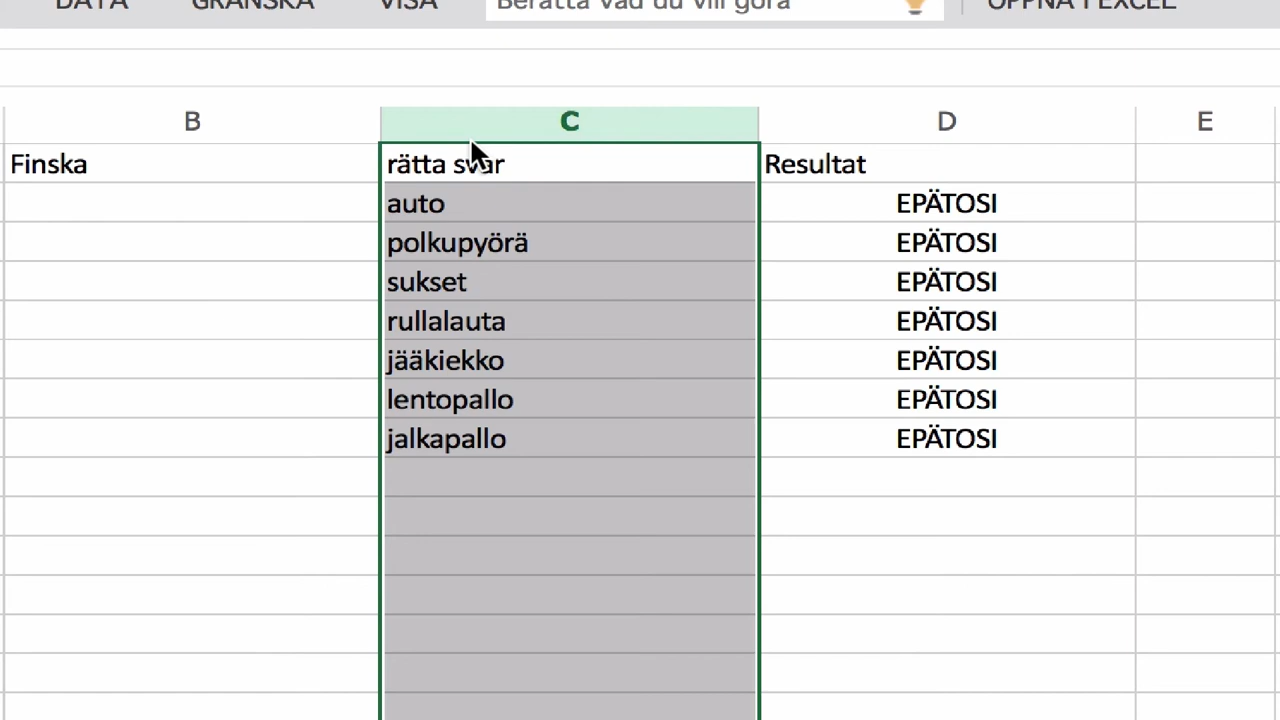 DATA GRANSKA VISA Berätta vad du vill göra ÖPPNA I EXCEL
B C D E
Finska rätta svar Resultat
auto EPÄTOSI
polkupyörä EPÄTOSI
sukset EPÄTOSI
rullalauta EPÄTOSI
jääkiekko EPÄTOSI
lentopallo EPÄTOSI
jalkapallo EPÄTOSI